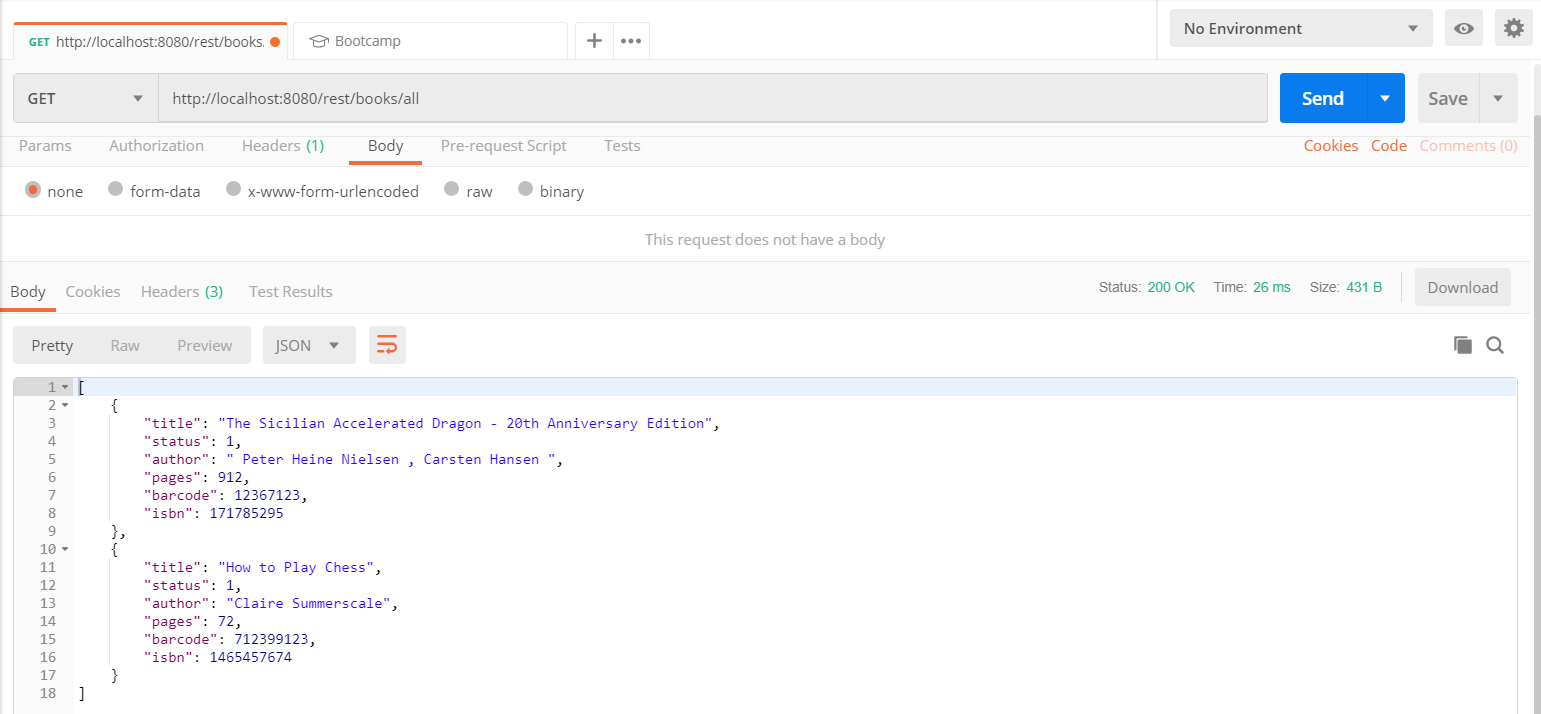 GET http://localhost:8080/rest/books. Bootcamp No Environment
GET http://localhost:8080/rest/books/all Send Save
Params Authorization Headers (1) Body Pre-request Script Tests Cookies Code Comments (0)
none form-data x-www-form-urlencoded raw binary
This request does not have a body
Body Cookies Headers (3) Test Results Status: 200 OK Time: 26 ms Size: 431 B Download
Pretty Raw Preview JSON
1 [
2 {
3 "title": "The Sicilian Accelerated Dragon - 20th Anniversary Edition",
4 "status": 1,
5 "author": " Peter Heine Nielsen , Carsten Hansen ",
6 "pages": 912,
7 "barcode": 12367123,
8 "isbn": 171785295
9 },
10 {
11 "title": "How to Play Chess",
12 "status": 1,
13 "author": "Claire Summerscale",
14 "pages": 72,
15 "barcode": 712399123,
16 "isbn": 1465457674
17 }
18 ]